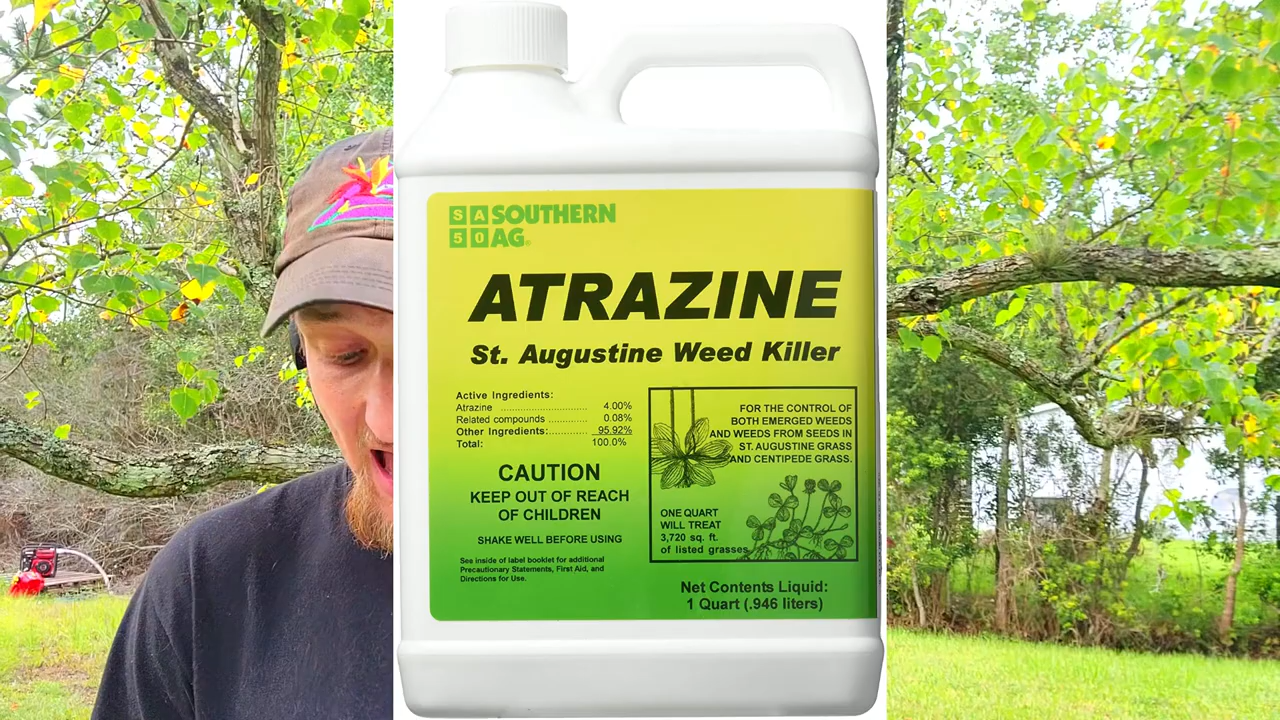 SA SOUTHERN
50 AG®
ATRAZINE
St. Augustine Weed Killer
Active Ingredients:
Atrazine ............................ 4.00%
Related compounds .................... 0.08%
Other Ingredients:.............. 95.92%
Total: 100.0%
CAUTION
KEEP OUT OF REACH
OF CHILDREN
SHAKE WELL BEFORE USING
See inside of label booklet for additional
Precautionary Statements, First Aid, and
Directions for Use.
FOR THE CONTROL OF
BOTH EMERGED WEEDS
AND WEEDS FROM SEEDS IN
ST. AUGUSTINE GRASS
AND CENTIPEDE GRASS.
ONE QUART
WILL TREAT
3,720 sq. ft.
of listed grasses
Net Contents Liquid:
1 Quart (.946 liters)